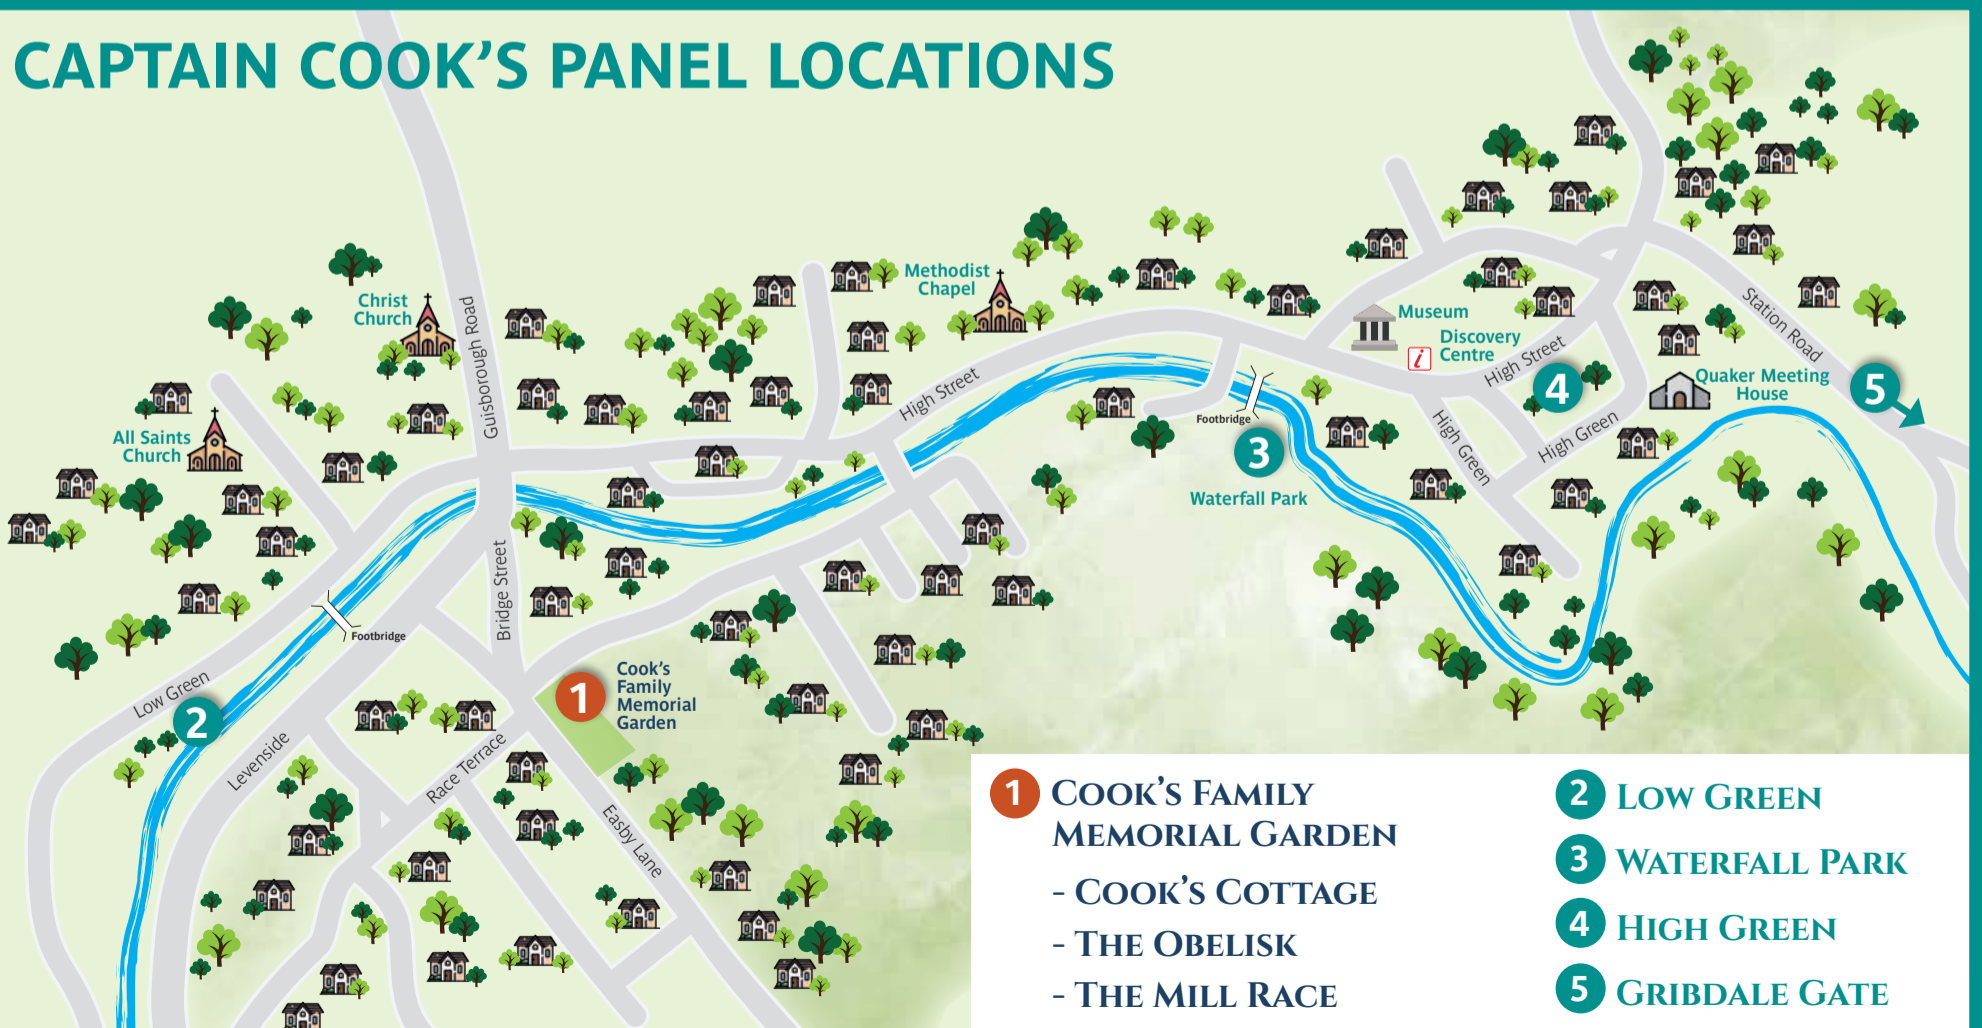 CAPTAIN COOK'S PANEL LOCATIONS
Christ
Church
Guisborough Road
All Saints
Church
Methodist
Chapel
High Street
Museum
i
Discovery
Centre
High Street
4
Station Road
Quaker Meeting
House
5
Footbridge
3
Waterfall Park
High Green
High Green
Bridge Street
Footbridge
Low Green
2
Levenside
Race Terrace
1
Cook's
Family
Memorial
Garden
Easby Lane
1 COOK'S FAMILY
MEMORIAL GARDEN
- COOK'S COTTAGE
- THE OBELISK
- THE MILL RACE
2 LOW GREEN
3 WATERFALL PARK
4 HIGH GREEN
5 GRIBDALE GATE